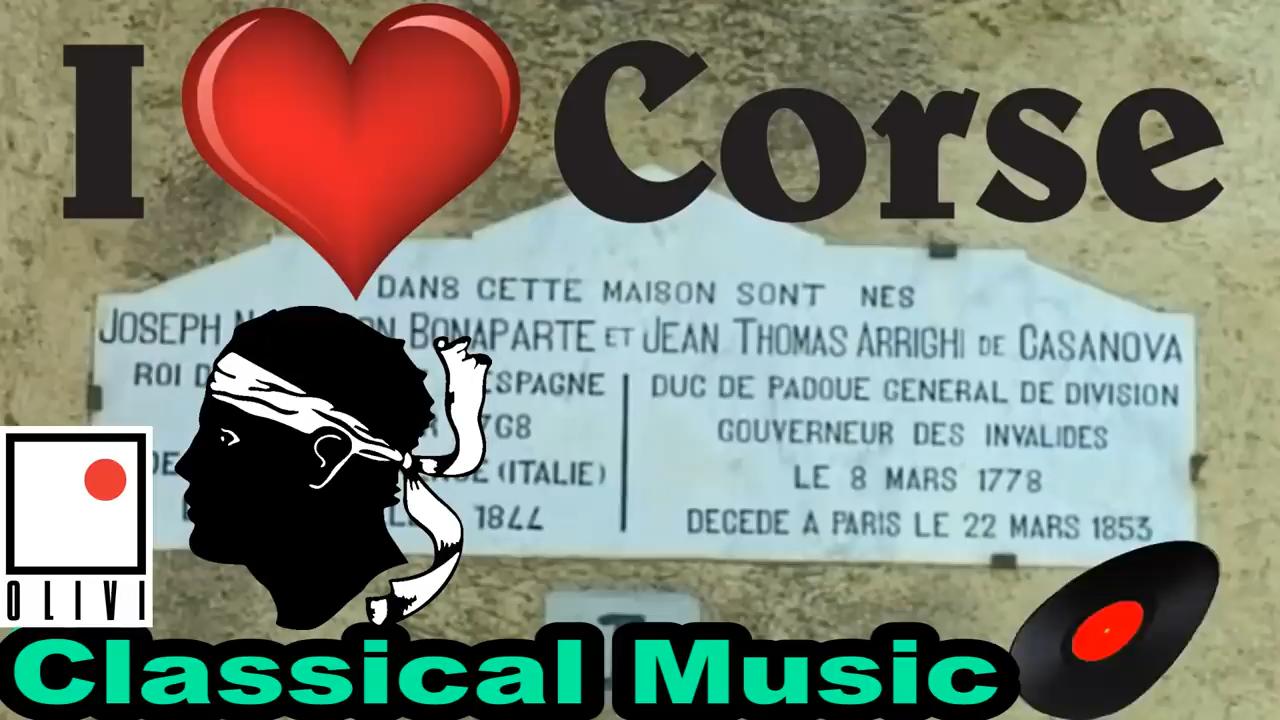 I Corse
DANS CETTE MAISON SONT NES
JOSEPH BONAPARTE ET JEAN THOMAS ARRIGHI DE CASANOVA
ROI ESPAGNE DUC DE PADOUE GENERAL DE DIVISION
GOUVERNEUR DES INVALIDES
(ITALIE) LE 8 MARS 1778
1844 DECEDE A PARIS LE 22 MARS 1853
OLIVI
Classical Music